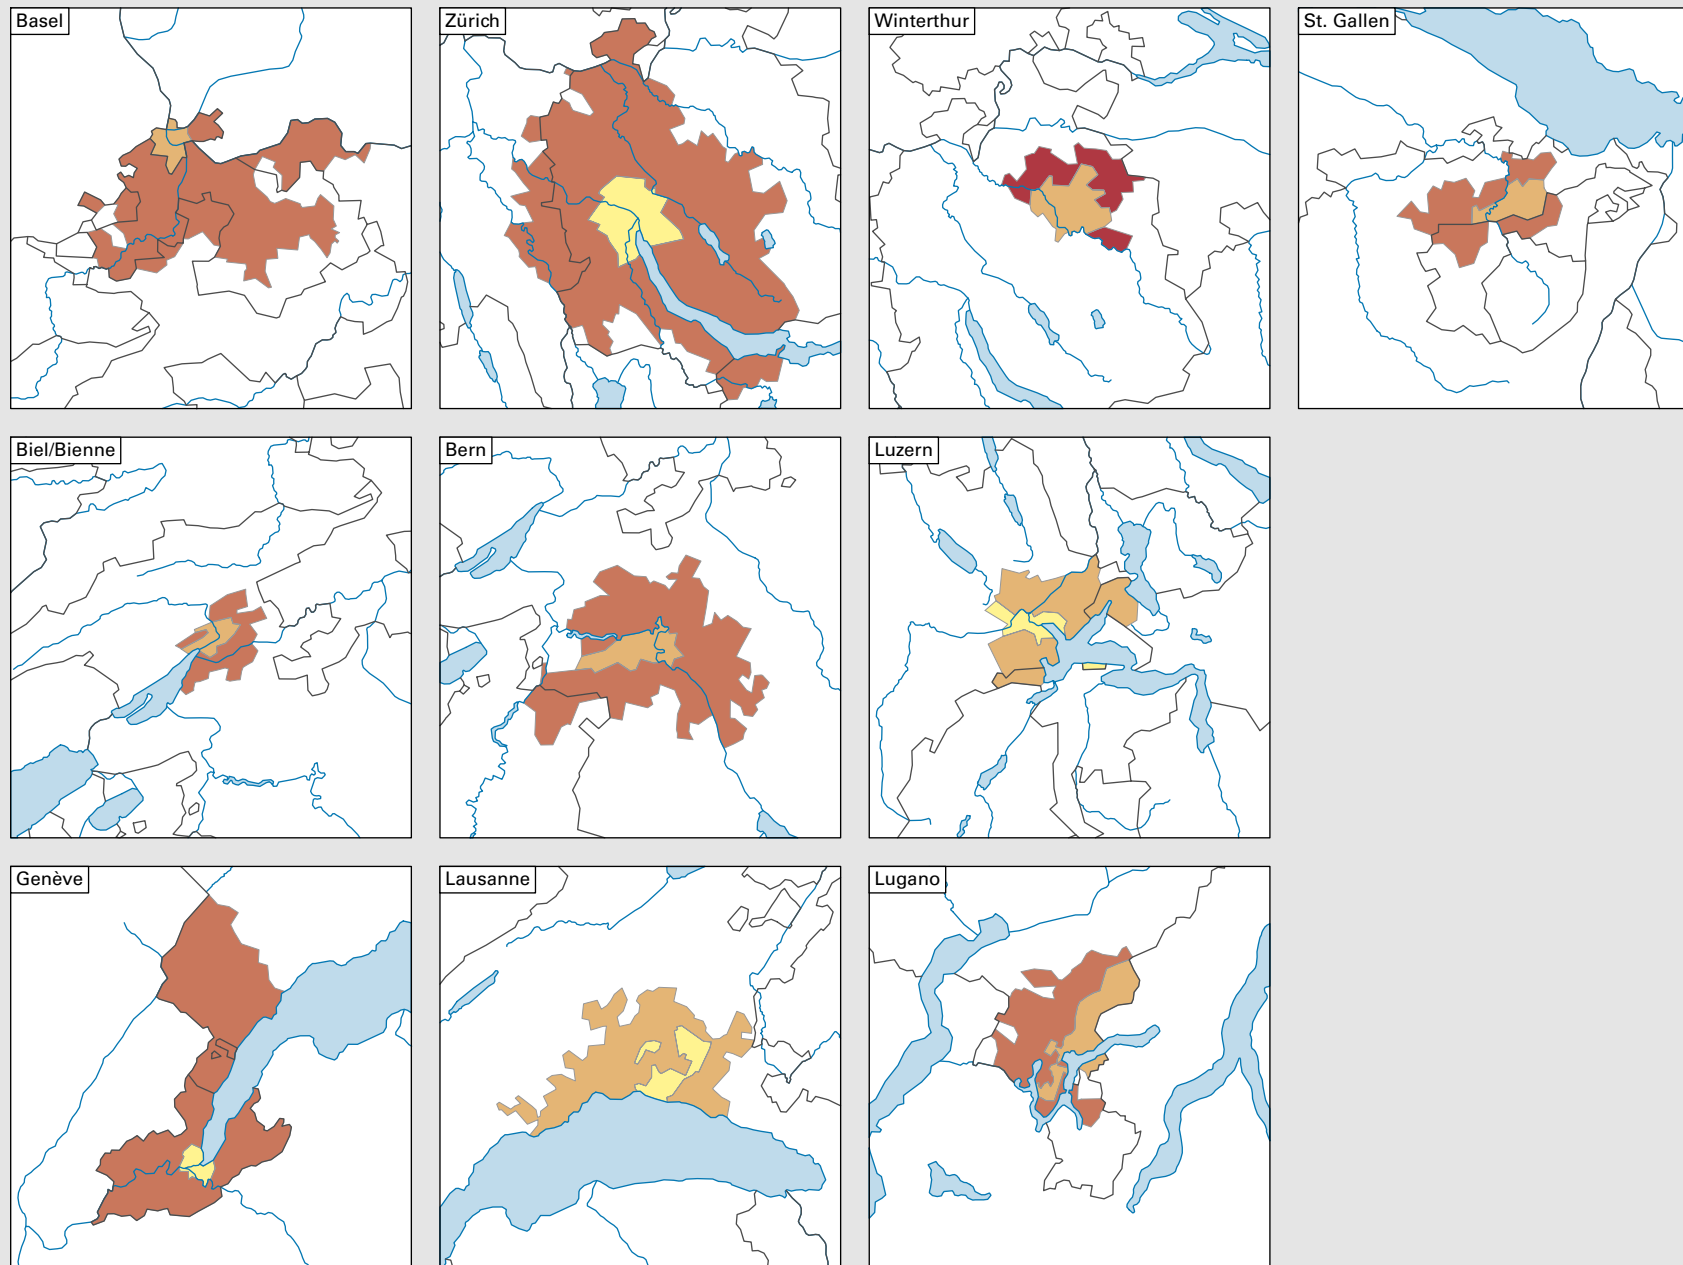 Basel
Zürich
Winterthur
St. Gallen
Biel/Bienne
Bern
Luzern
Genève
Lausanne
Lugano